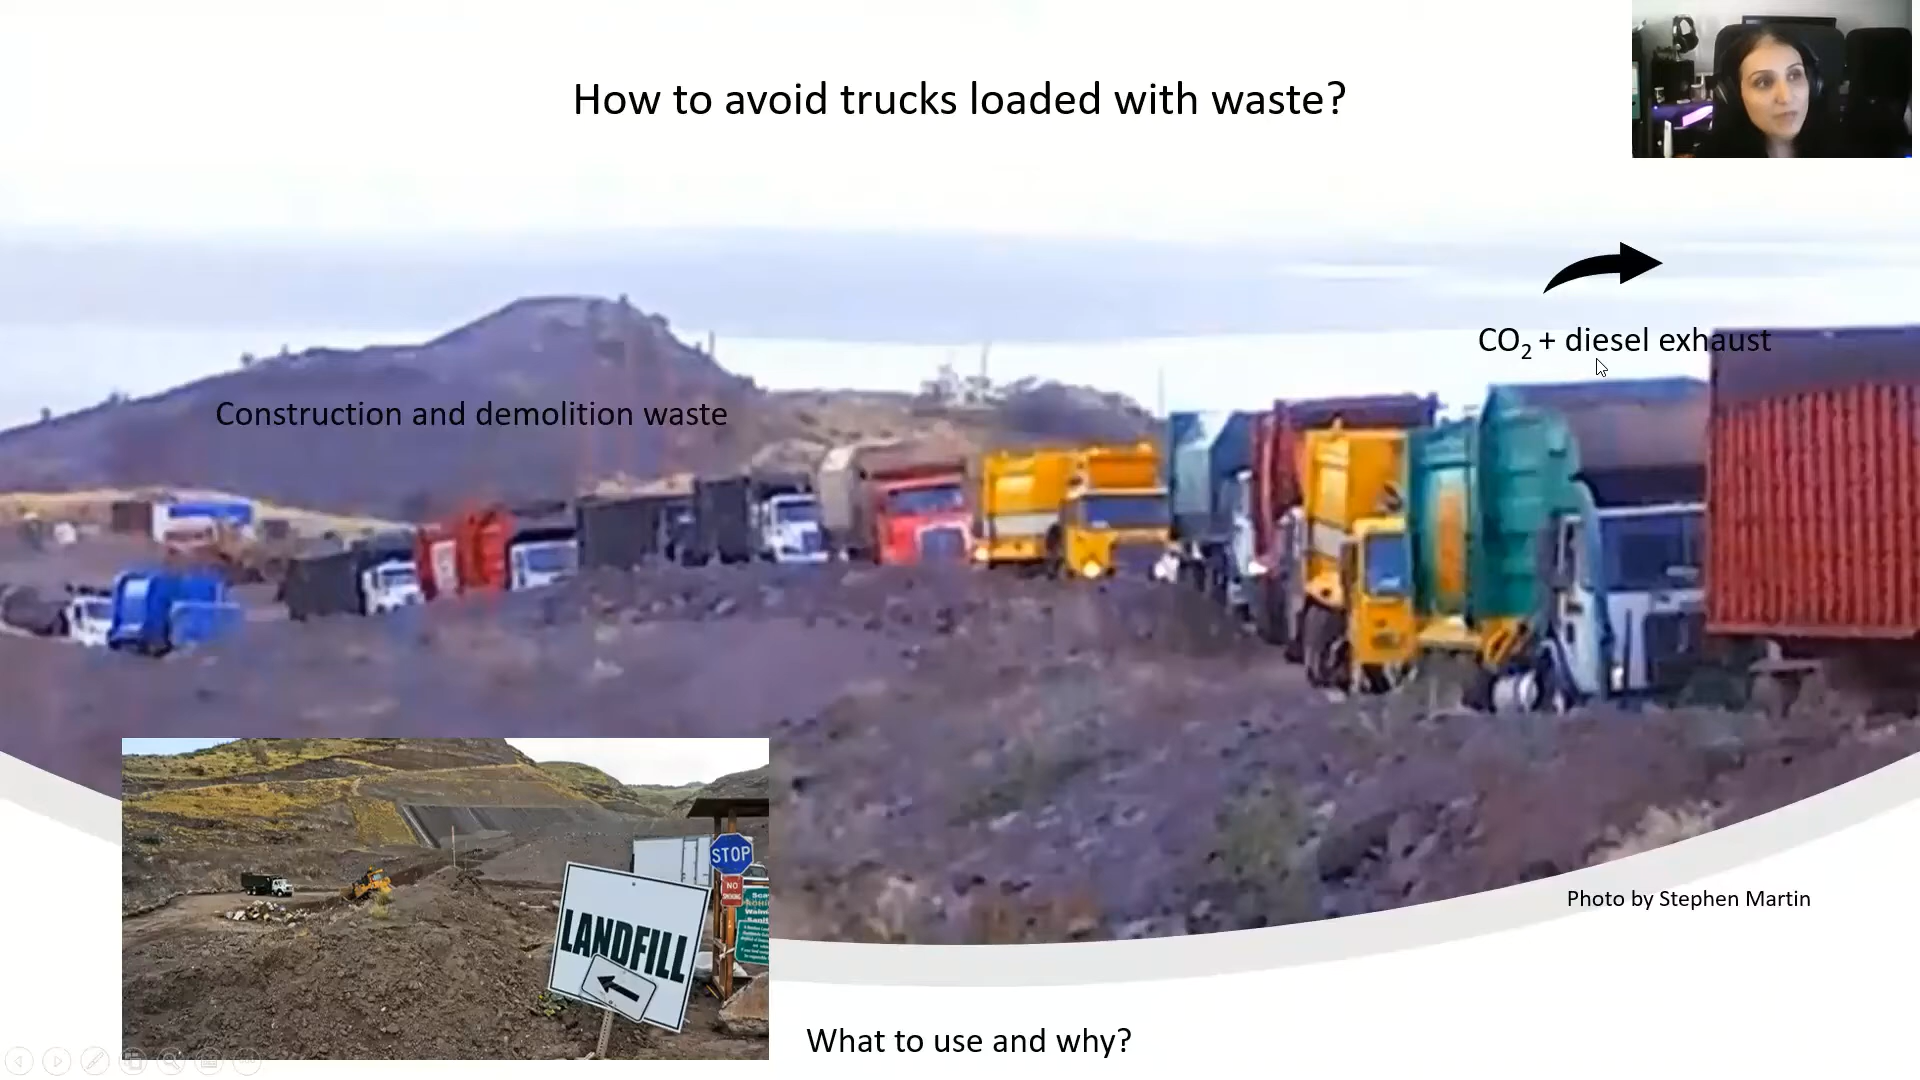 How to avoid trucks loaded with waste?
CO2 + diesel exhaust
Construction and demolition waste
STOP
NO
SMOKING
LANDFILL
Photo by Stephen Martin
What to use and why?